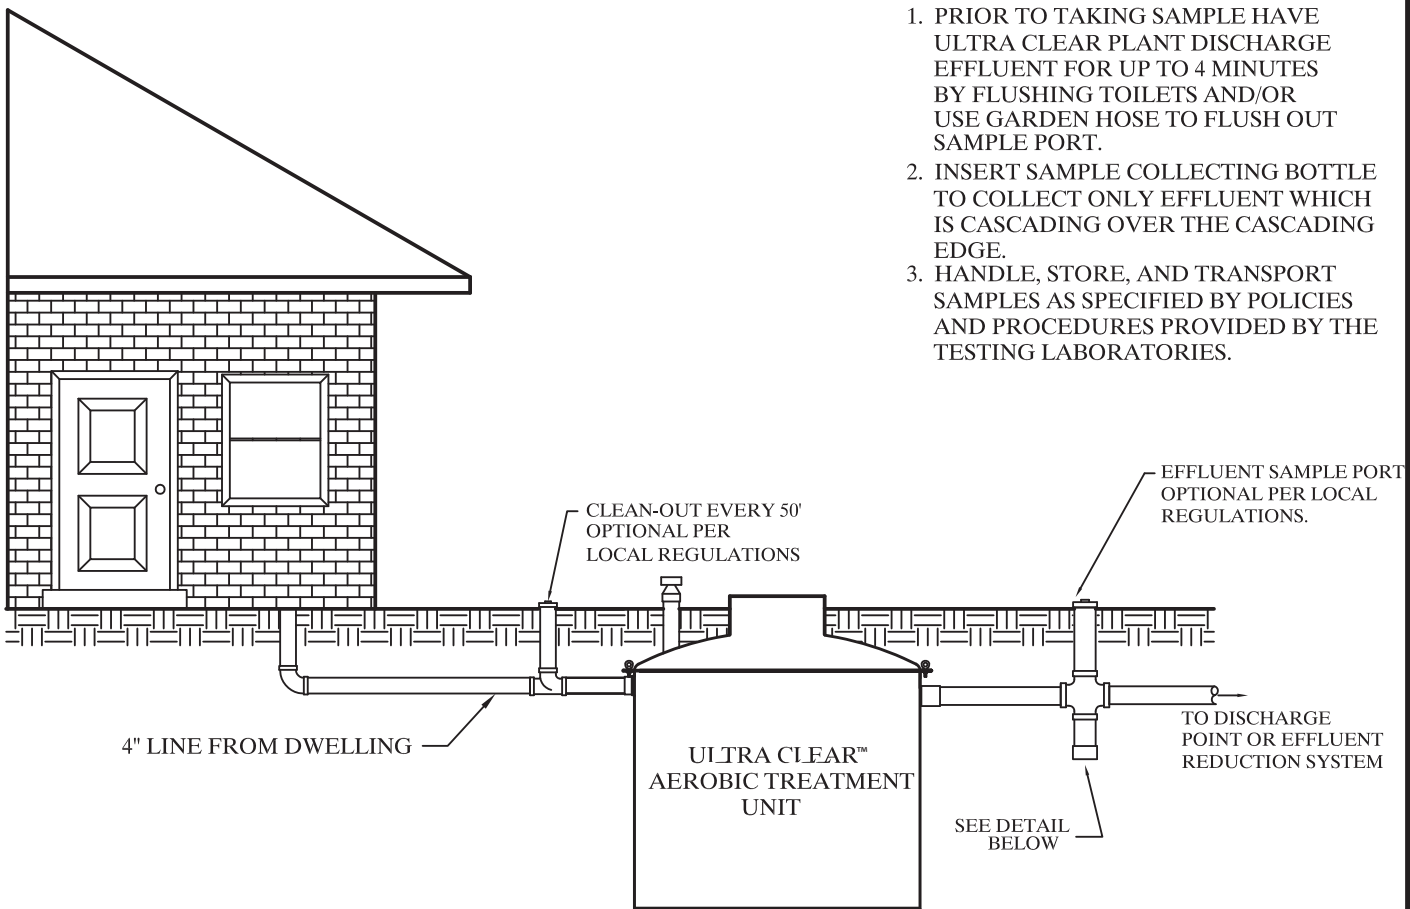 1. PRIOR TO TAKING SAMPLE HAVE
ULTRA CLEAR PLANT DISCHARGE
EFFLUENT FOR UP TO 4 MINUTES
BY FLUSHING TOILETS AND/OR
USE GARDEN HOSE TO FLUSH OUT
SAMPLE PORT.
2. INSERT SAMPLE COLLECTING BOTTLE
TO COLLECT ONLY EFFLUENT WHICH
IS CASCADING OVER THE CASCADING
EDGE.
3. HANDLE, STORE, AND TRANSPORT
SAMPLES AS SPECIFIED BY POLICIES
AND PROCEDURES PROVIDED BY THE
TESTING LABORATORIES.
EFFLUENT SAMPLE PORT
OPTIONAL PER LOCAL
REGULATIONS.
CLEAN-OUT EVERY 50'
OPTIONAL PER
LOCAL REGULATIONS
4" LINE FROM DWELLING
ULTRA CLEAR™
AEROBIC TREATMENT
UNIT
TO DISCHARGE
POINT OR EFFLUENT
REDUCTION SYSTEM
SEE DETAIL
BELOW